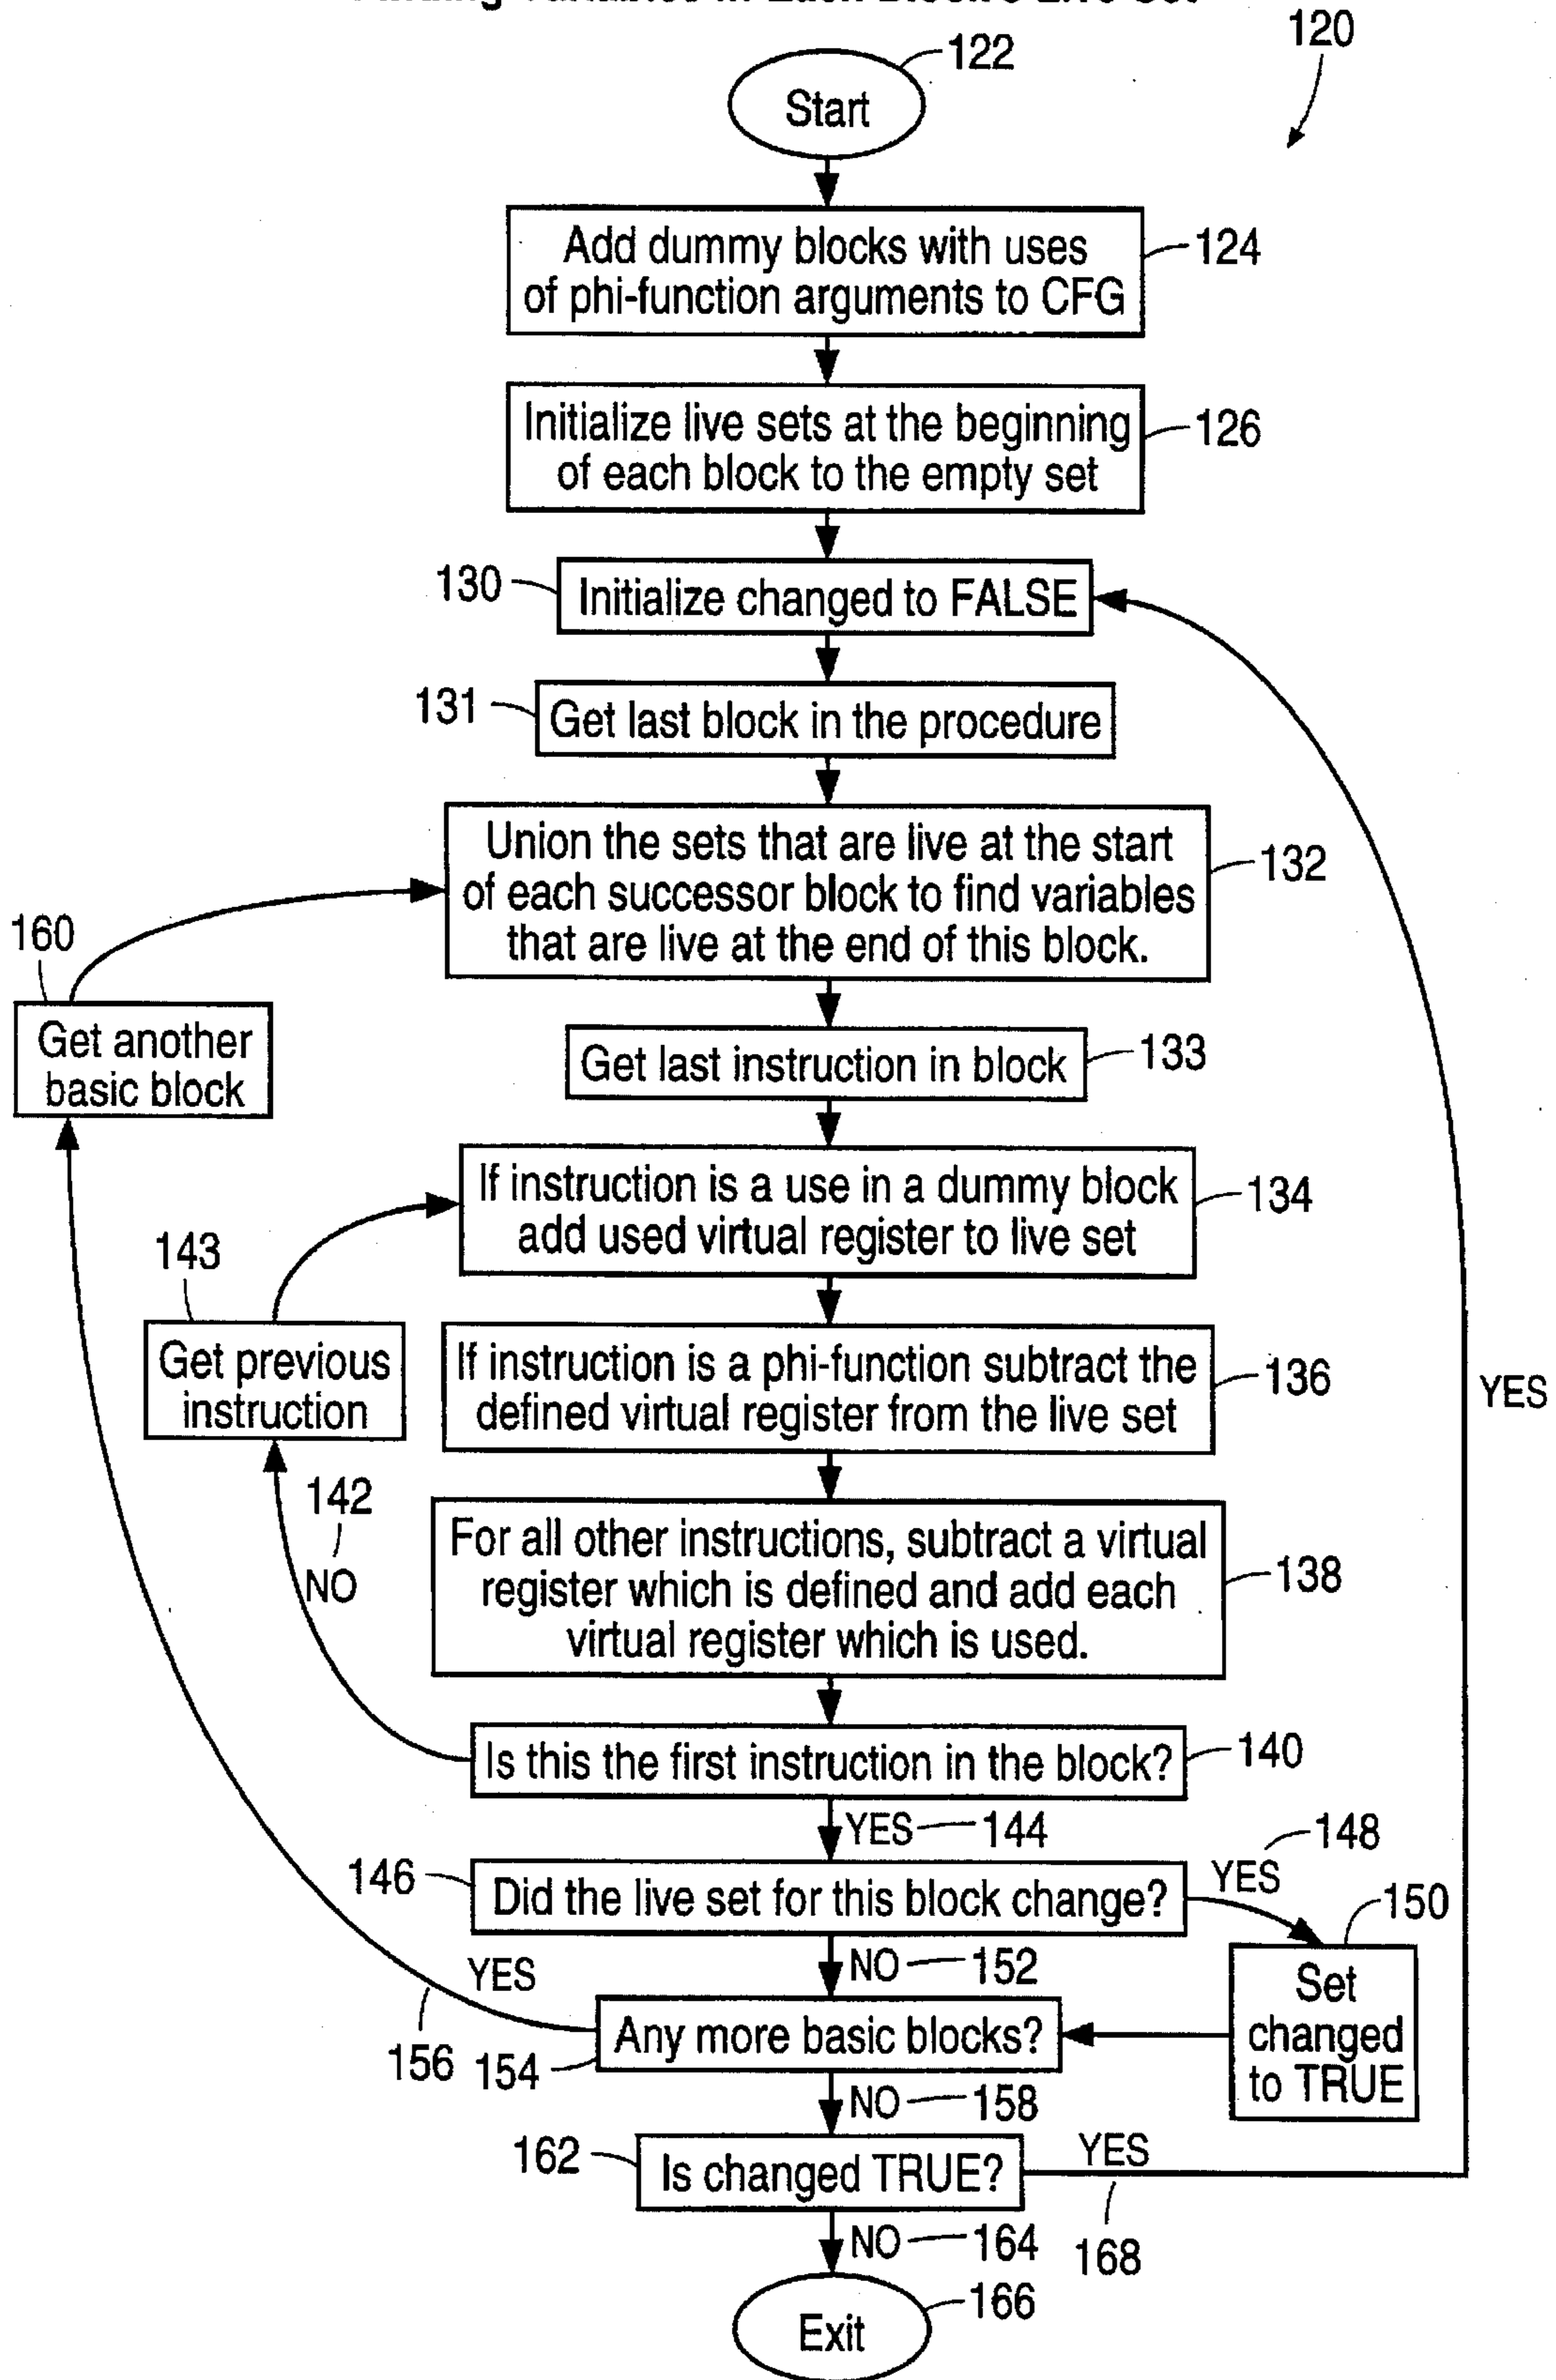 120
122
Start
Add dummy blocks with uses
of phi-function arguments to CFG
124
Initialize live sets at the beginning
of each block to the empty set
126
130
Initialize changed to FALSE
131
Get last block in the procedure
Union the sets that are live at the start
of each successor block to find variables
that are live at the end of this block.
132
160
Get another
basic block
Get last instruction in block
133
If instruction is a use in a dummy block
add used virtual register to live set
134
143
Get previous
instruction
If instruction is a phi-function subtract the
defined virtual register from the live set
136
YES
142
NO
For all other instructions, subtract a virtual
register which is defined and add each
virtual register which is used.
138
Is this the first instruction in the block?
140
YES
144
148
146
Did the live set for this block change?
YES
150
NO
152
YES
Set
changed
to TRUE
Any more basic blocks?
156
154
NO
158
162
Is changed TRUE?
YES
168
NO
164
Exit
166